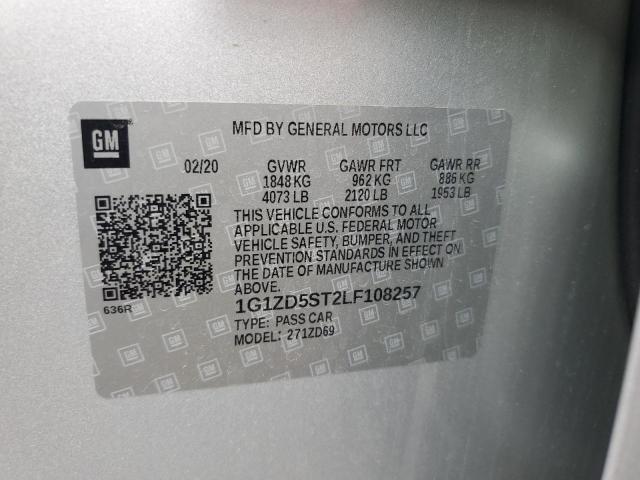 GM
MFD BY GENERAL MOTORS LLC
02/20 GVWR GAWR FRT GAWR RR
1848 KG 962 KG 886 KG
4073 LB 2120 LB 1953 LB
THIS VEHICLE CONFORMS TO ALL
APPLICABLE U.S. FEDERAL MOTOR
VEHICLE SAFETY, BUMPER, AND THEFT
PREVENTION STANDARDS IN EFFECT ON
THE DATE OF MANUFACTURE SHOWN
ABOVE.
1G1ZD5ST2LF108257
TYPE: PASS CAR
MODEL: 271ZD69
636R